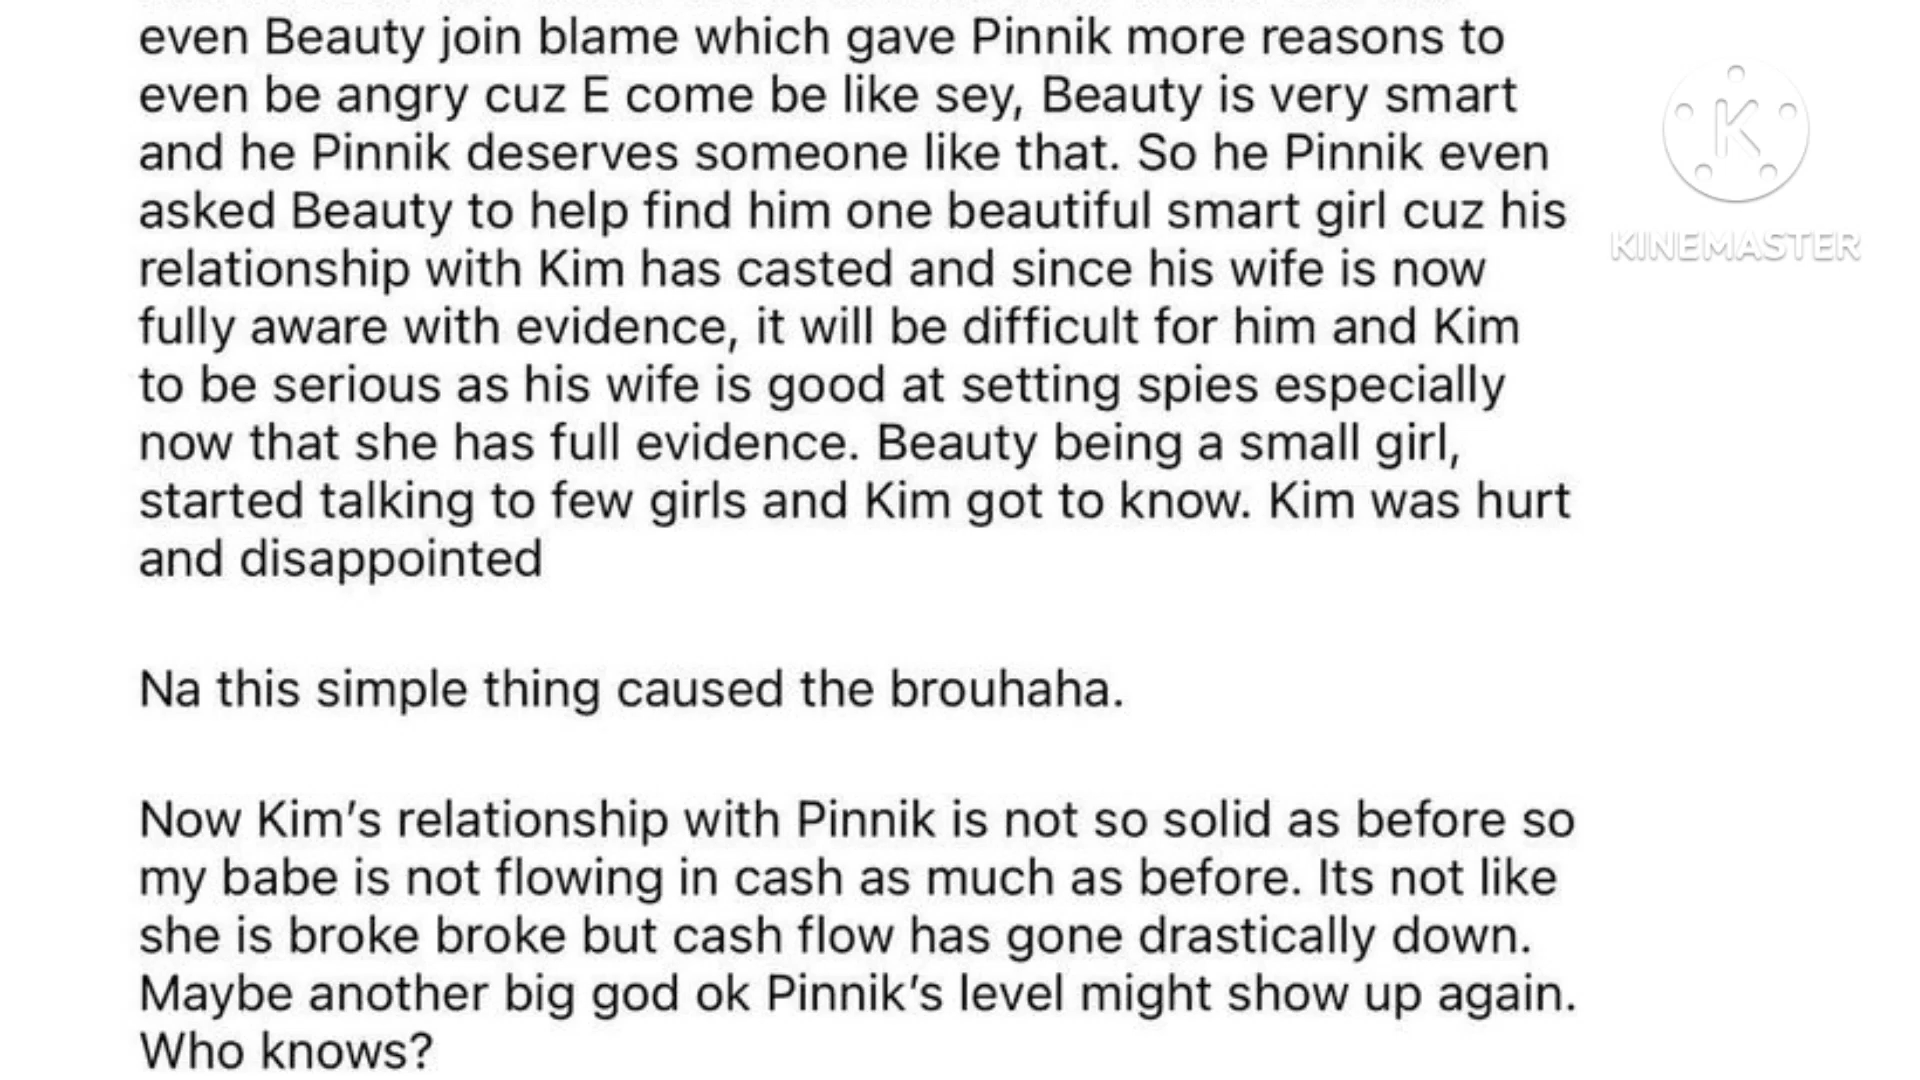 even Beauty join blame which gave Pinnik more reasons to
even be angry cuz E come be like sey, Beauty is very smart
and he Pinnik deserves someone like that. So he Pinnik even
asked Beauty to help find him one beautiful smart girl cuz his
relationship with Kim has casted and since his wife is now
fully aware with evidence, it will be difficult for him and Kim
to be serious as his wife is good at setting spies especially
now that she has full evidence. Beauty being a small girl,
started talking to few girls and Kim got to know. Kim was hurt
and disappointed
Na this simple thing caused the brouhaha.
Now Kim’s relationship with Pinnik is not so solid as before so
my babe is not flowing in cash as much as before. Its not like
she is broke broke but cash flow has gone drastically down.
Maybe another big god ok Pinnik’s level might show up again.
Who knows?
K
KINEMASTER